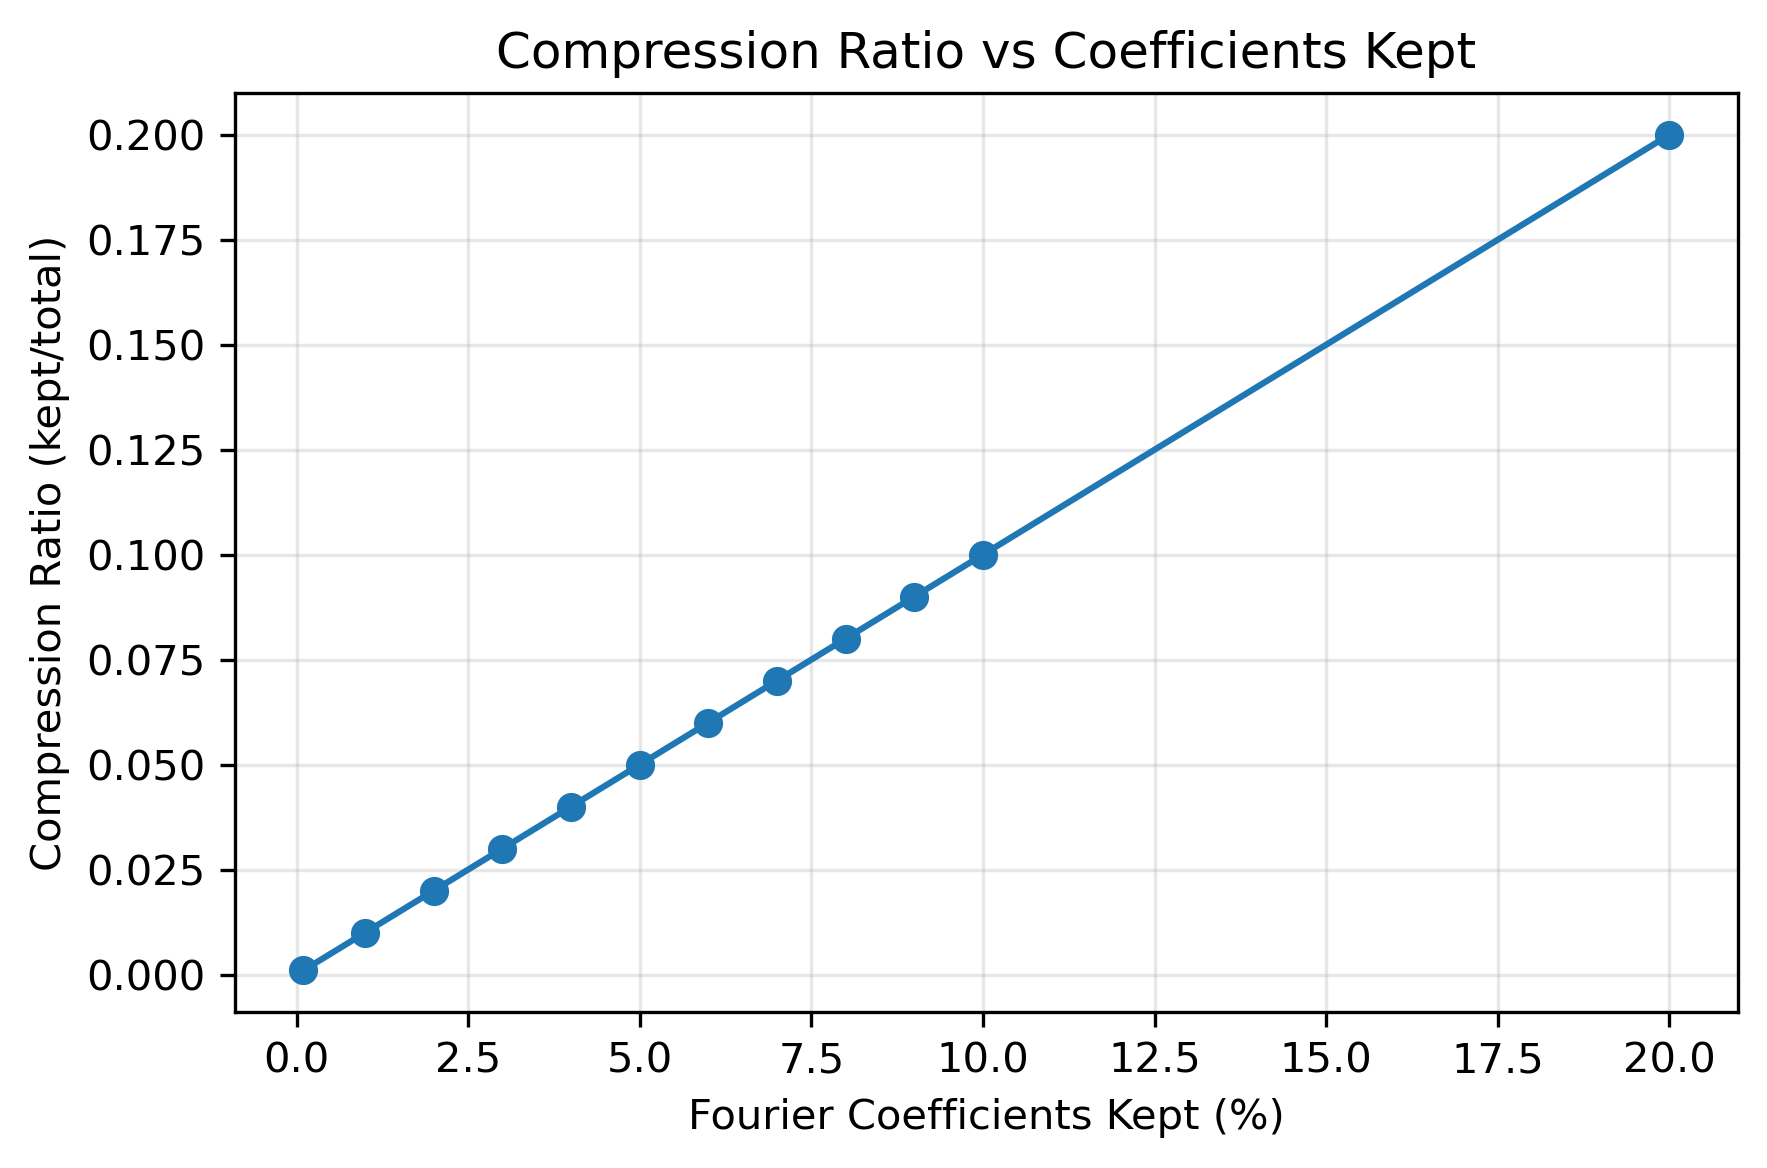 Compression Ratio vs Coefficients Kept
Compression Ratio (kept/total)
0.200
0.175
0.150
0.125
0.100
0.075
0.050
0.025
0.000
0.0 2.5 5.0 7.5 10.0 12.5 15.0 17.5 20.0
Fourier Coefficients Kept (%)